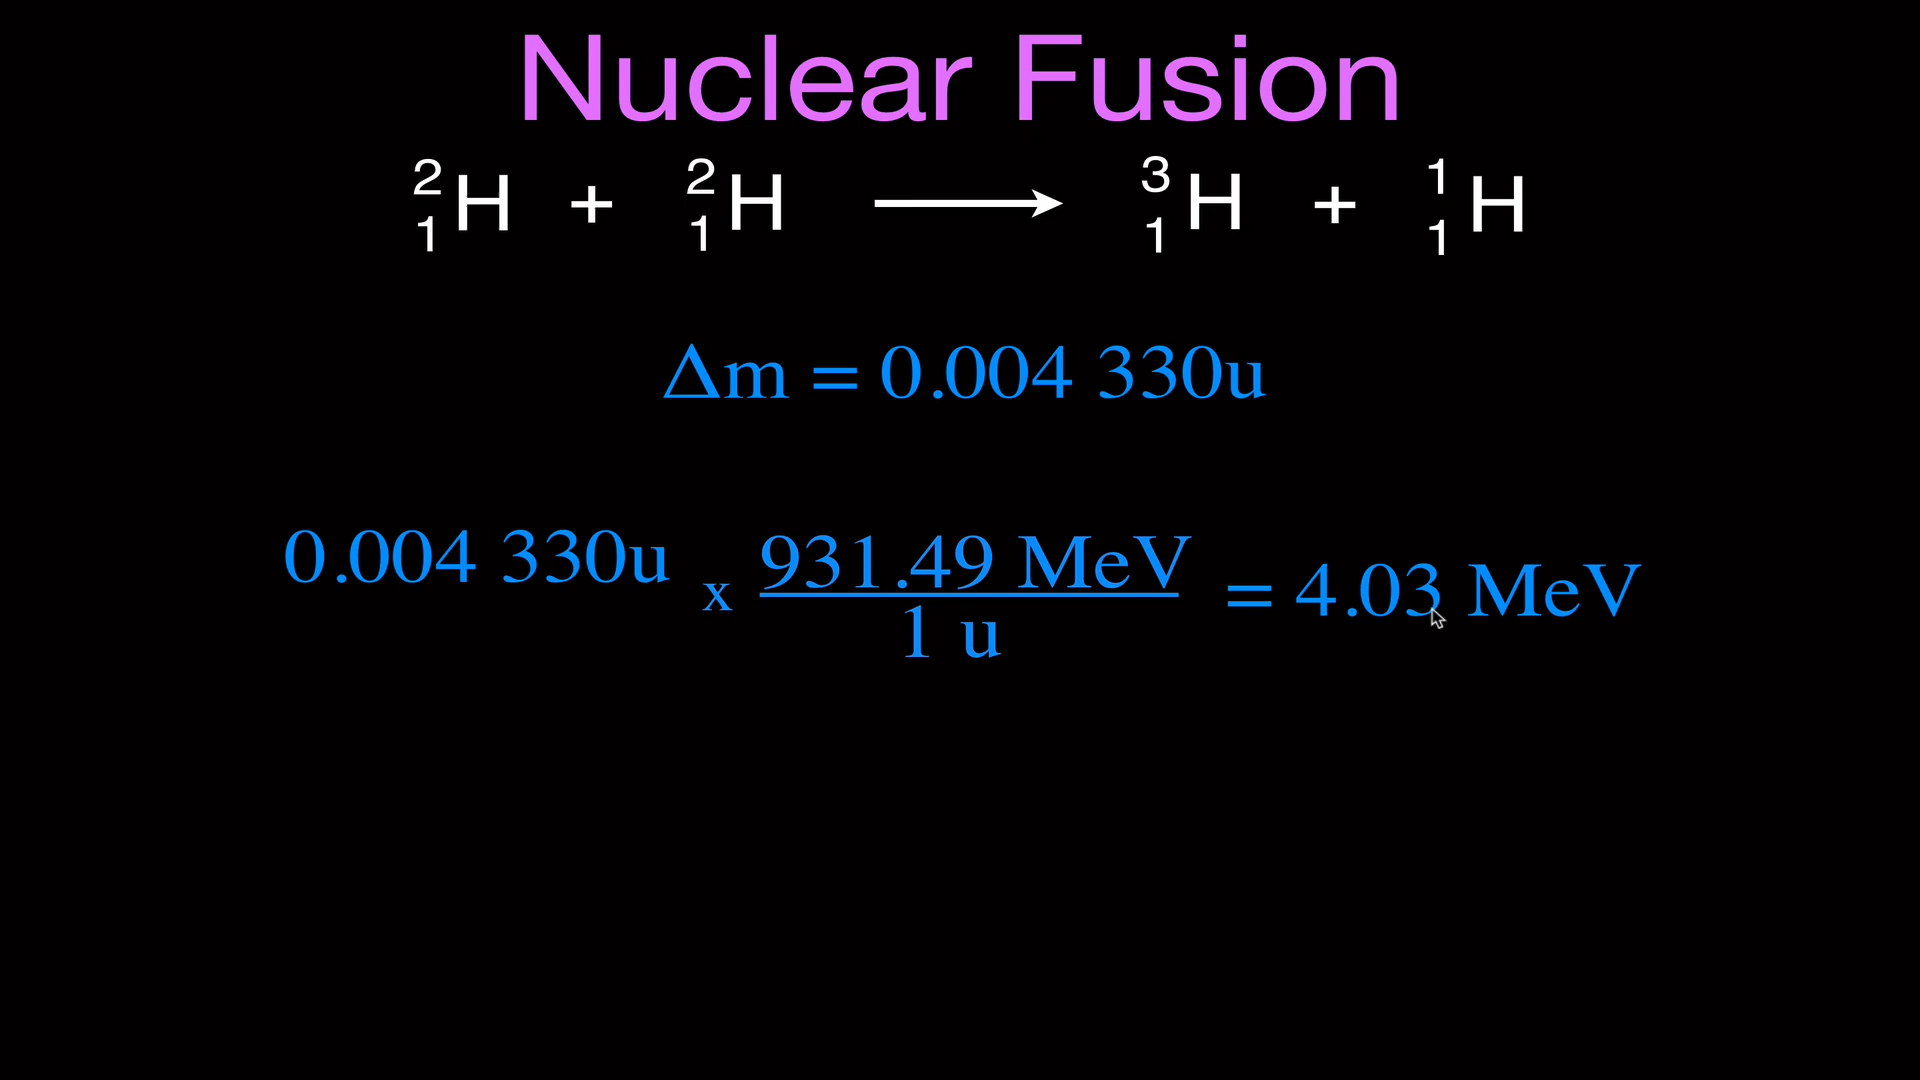 Nuclear Fusion
²₁H + ²₁H ⟶ ³₁H + ¹₁H
Δm = 0.004 330u
0.004 330u x 931.49 MeV / 1 u = 4.03 MeV